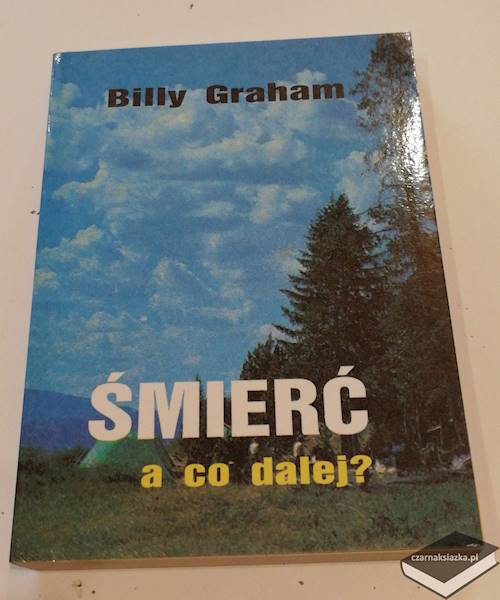 Billy Graham
ŚMIERĆ
a co dalej?
czarnaksiazka.pl